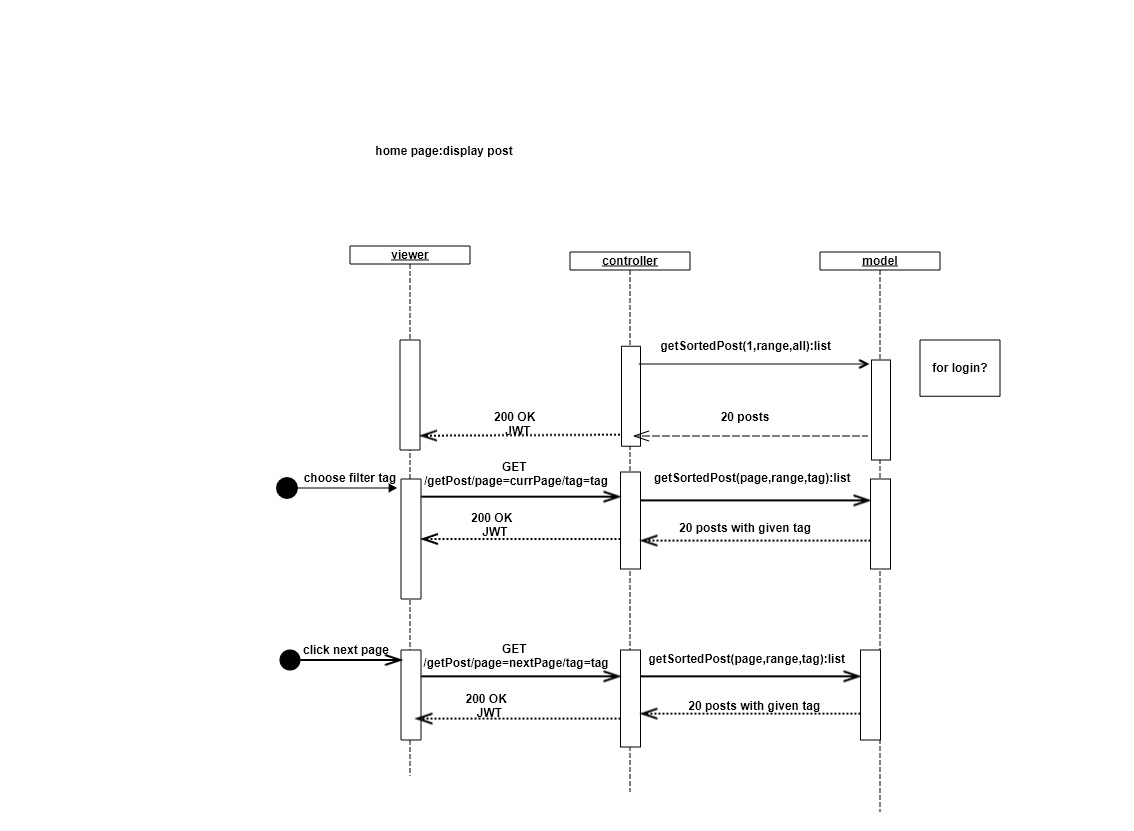 home page:display post
viewer
controller
model
getSortedPost(1,range,all):list
for login?
200 OK
JWT
20 posts
choose filter tag
GET
/getPost/page=currPage/tag=tag
getSortedPost(page,range,tag):list
200 OK
JWT
20 posts with given tag
click next page
GET
/getPost/page=nextPage/tag=tag
getSortedPost(page,range,tag):list
200 OK
JWT
20 posts with given tag